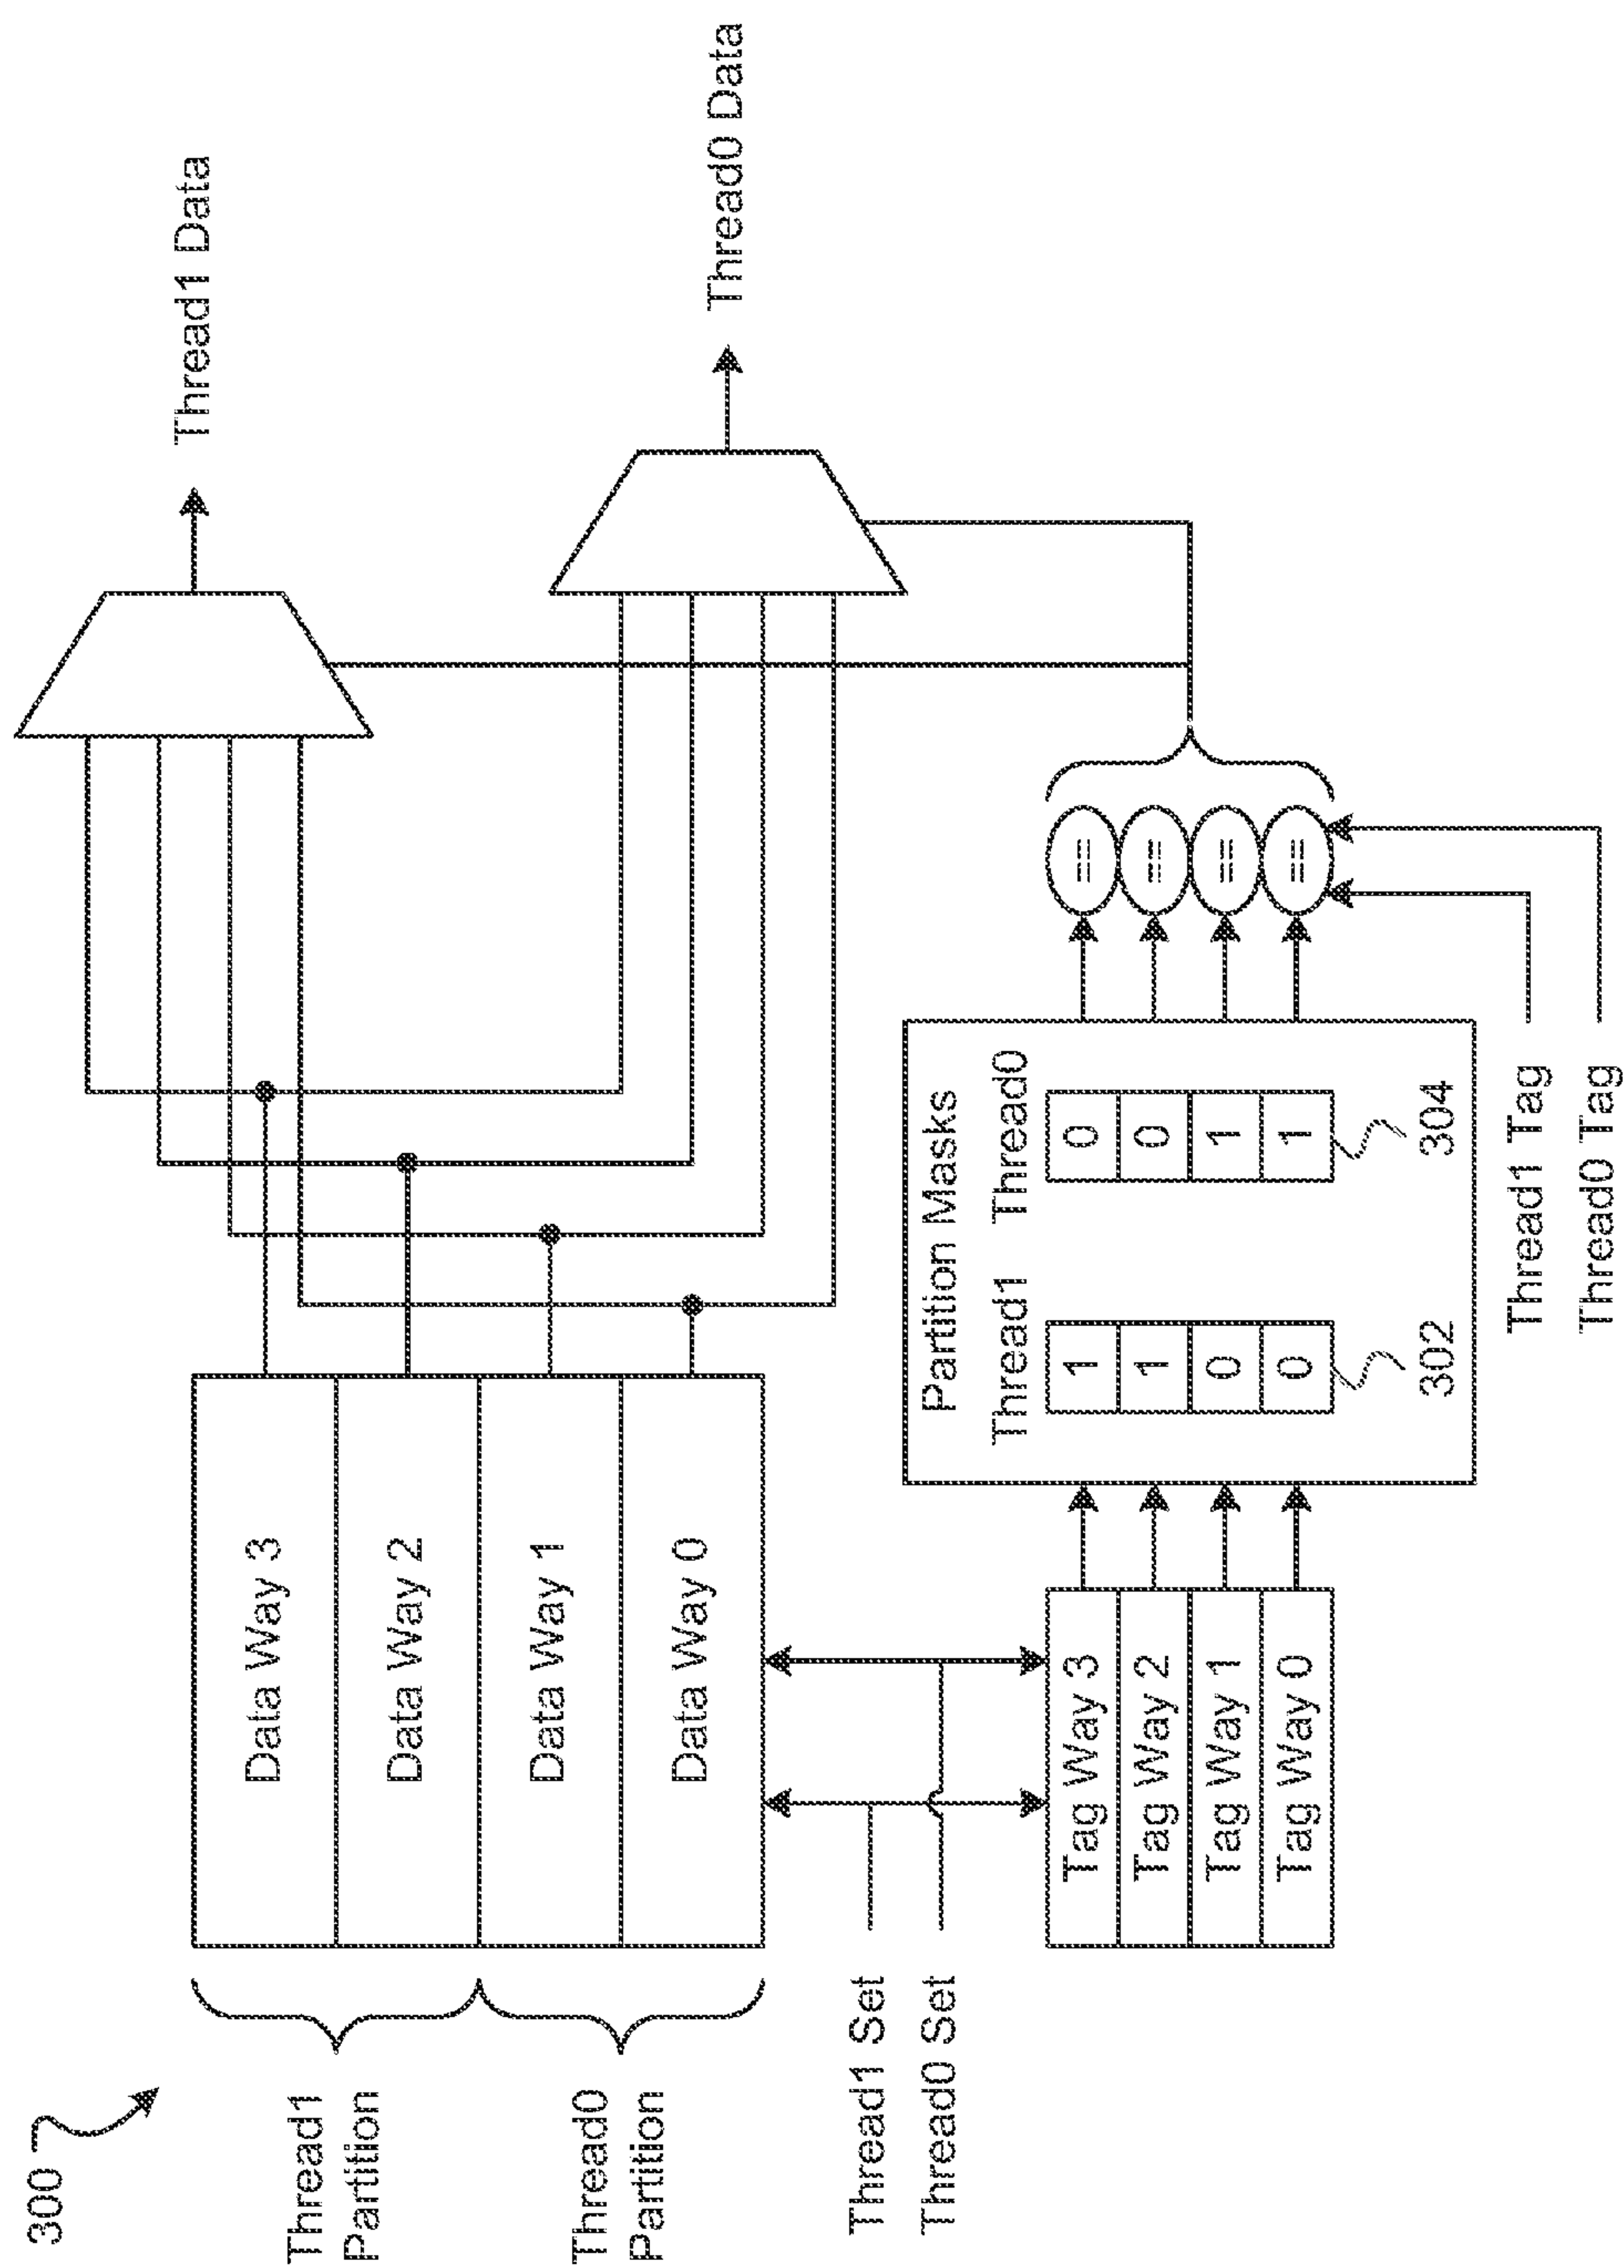 300
Thread1
Partition
Thread0
Partition
Data Way 3
Data Way 2
Data Way 1
Data Way 0
Thread1 Data
Thread0 Data
Thread1 Set
Thread0 Set
Tag Way 3
Tag Way 2
Tag Way 1
Tag Way 0
Partition Masks
Thread1 Thread0
1 0
1 0
0 1
0 1
302 304
==
==
==
==
Thread1 Tag
Thread0 Tag